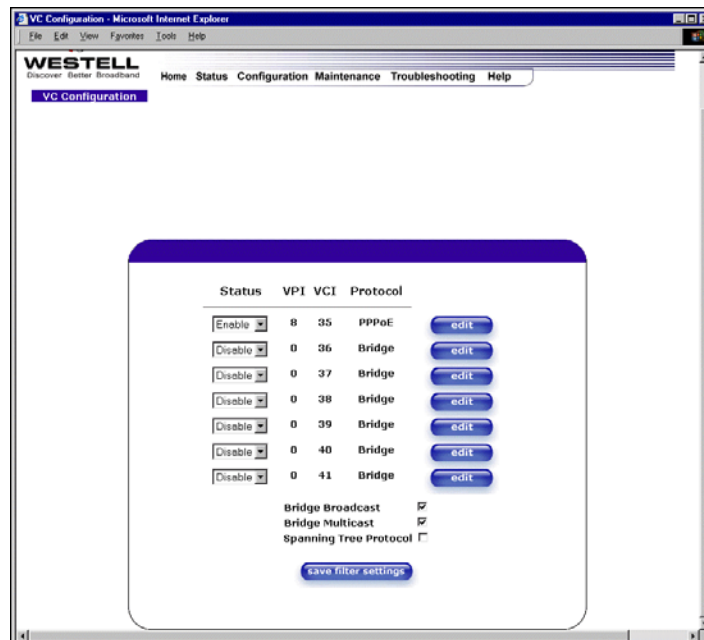 VC Configuration - Microsoft Internet Explorer
File Edit View Favorites Tools Help
WESTELL
Discover Better Broadband
Home Status Configuration Maintenance Troubleshooting Help
VC Configuration
Status VPI VCI Protocol
Enable 8 35 PPPoE edit
Disable 0 36 Bridge edit
Disable 0 37 Bridge edit
Disable 0 38 Bridge edit
Disable 0 39 Bridge edit
Disable 0 40 Bridge edit
Disable 0 41 Bridge edit
Bridge Broadcast
Bridge Multicast
Spanning Tree Protocol
save filter settings